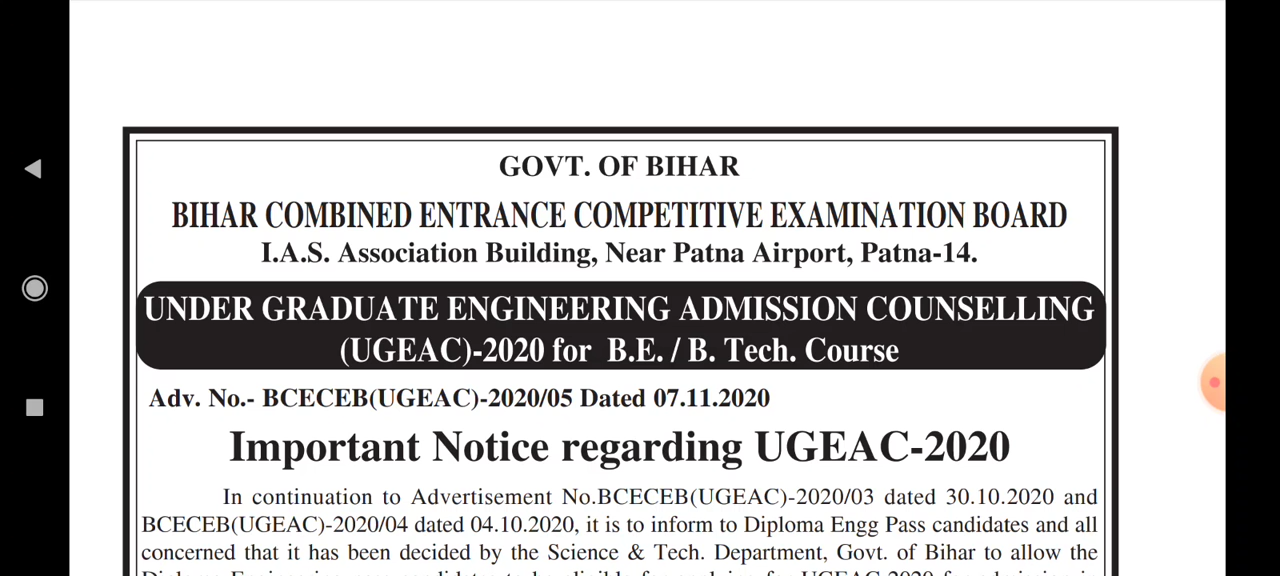 GOVT. OF BIHAR
BIHAR COMBINED ENTRANCE COMPETITIVE EXAMINATION BOARD
I.A.S. Association Building, Near Patna Airport, Patna-14.
UNDER GRADUATE ENGINEERING ADMISSION COUNSELLING
(UGEAC)-2020 for B.E. / B. Tech. Course
Adv. No.- BCECEB(UGEAC)-2020/05 Dated 07.11.2020
Important Notice regarding UGEAC-2020
In continuation to Advertisement No.BCECEB(UGEAC)-2020/03 dated 30.10.2020 and
BCECEB(UGEAC)-2020/04 dated 04.10.2020, it is to inform to Diploma Engg Pass candidates and all
concerned that it has been decided by the Science & Tech. Department, Govt. of Bihar to allow the